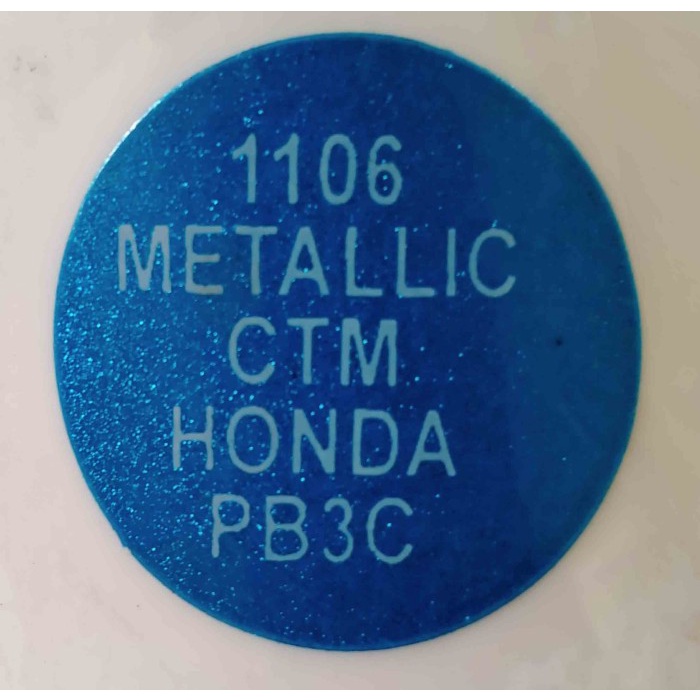 1106
METALLIC
CTM
HONDA
PB3C